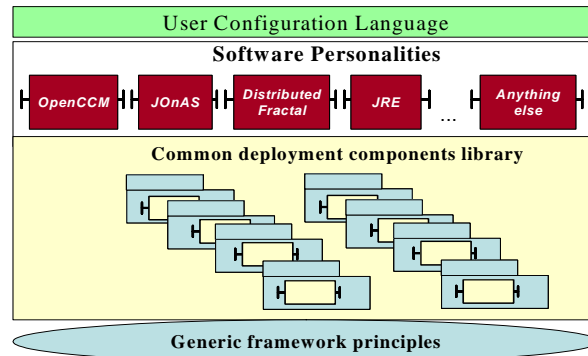 User Configuration Language
Software Personalities
OpenCCM
JOnAS
Distributed
Fractal
JRE
...
Anything
else
Common deployment components library
Generic framework principles